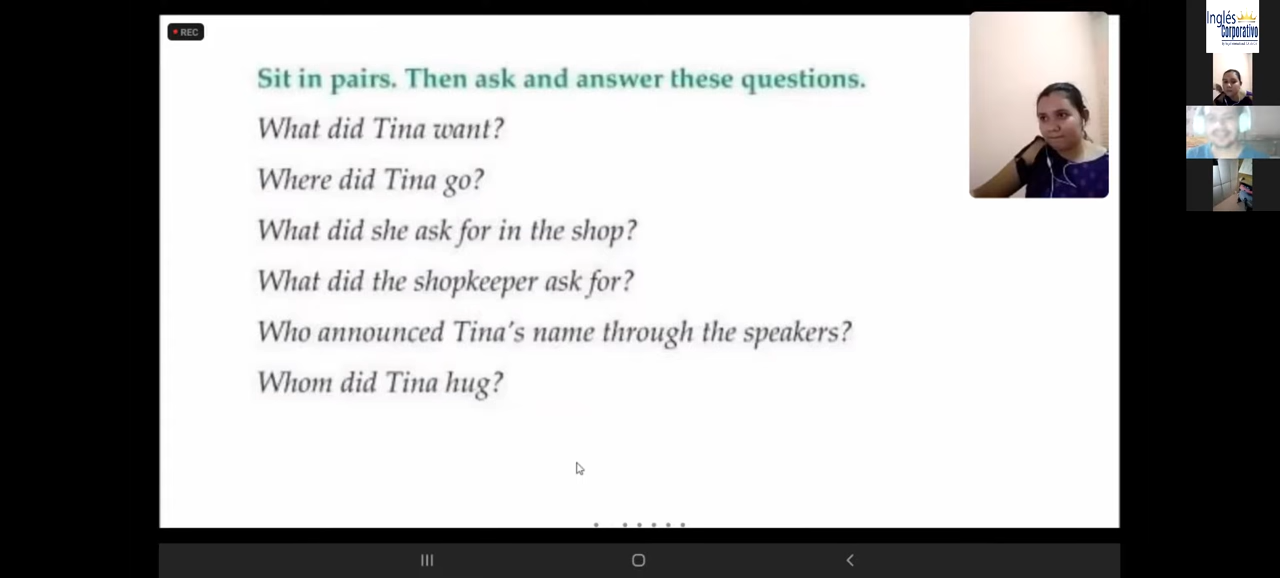 REC
Sit in pairs. Then ask and answer these questions.
What did Tina want?
Where did Tina go?
What did she ask for in the shop?
What did the shopkeeper ask for?
Who announced Tina's name through the speakers?
Whom did Tina hug?
Inglés
Corporativo